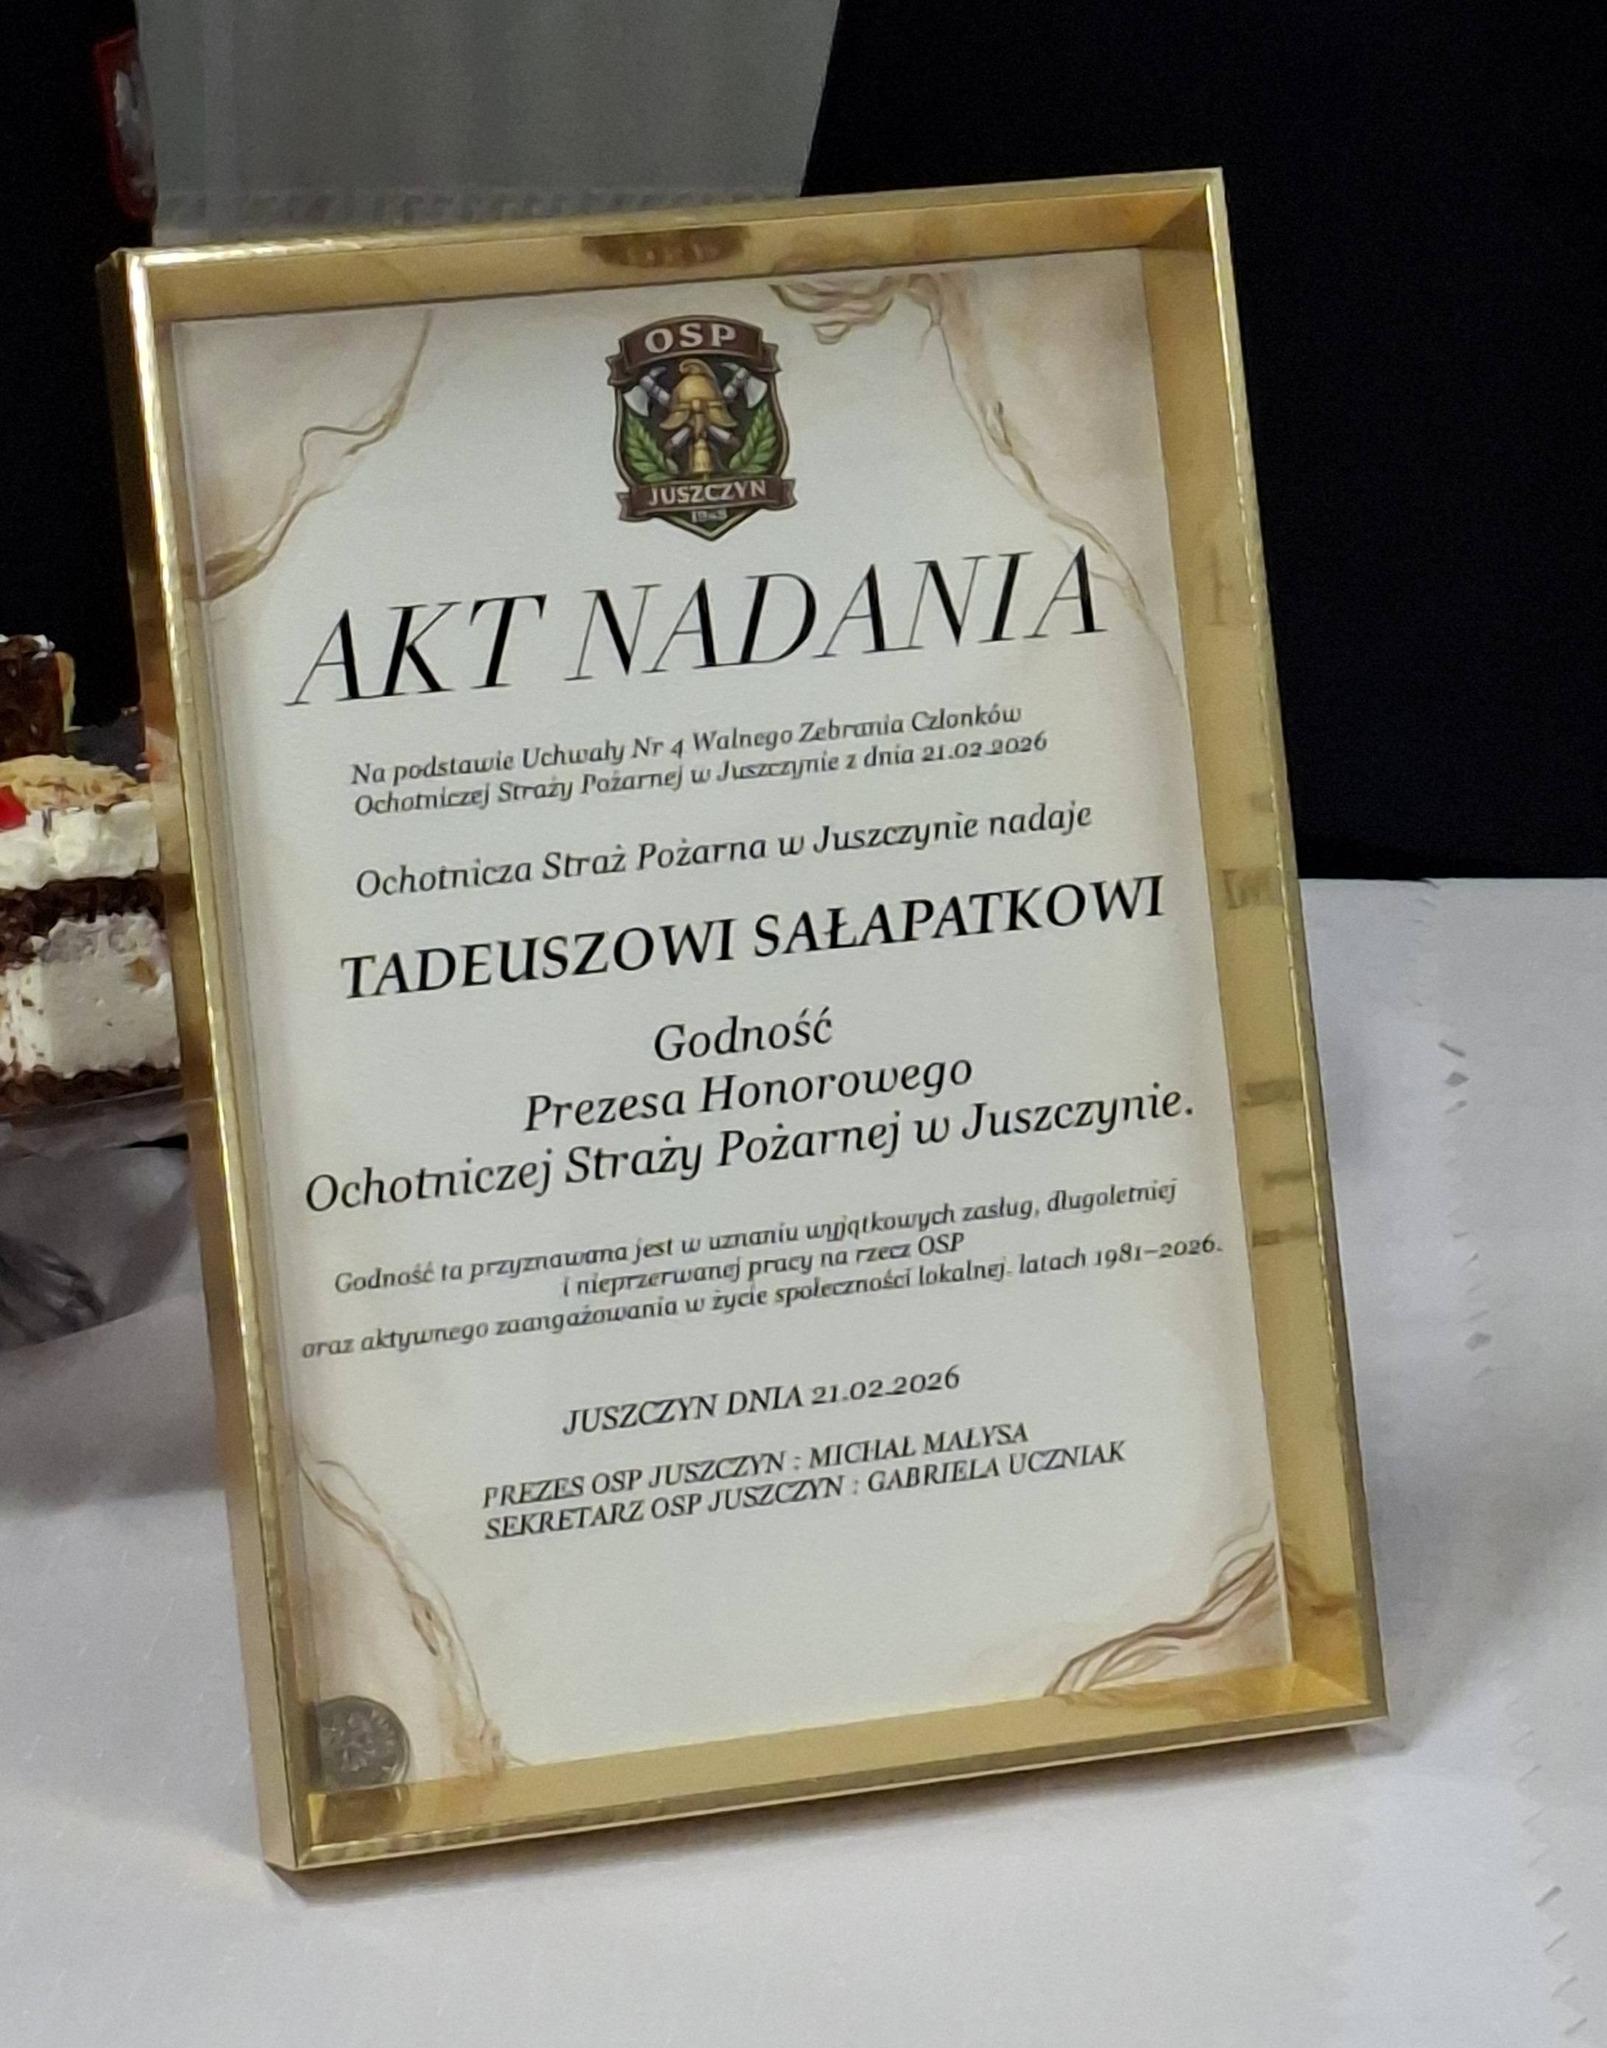 OSP
JUSZCZYN
AKT NADANIA
Na podstawie Uchwały Nr 4 Walnego Zebrania Członków
Ochotniczej Straży Pożarnej w Juszczynie z dnia 21.02.2026
Ochotnicza Straż Pożarna w Juszczynie nadaje
TADEUSZOWI SAŁAPATKOWI
Godność
Prezesa Honorowego
Ochotniczej Straży Pożarnej w Juszczynie.
Godność ta przyznawana jest w uznaniu wyjątkowych zasług, długoletniej
i nieprzerwanej pracy na rzecz OSP
oraz aktywnego zaangażowania w życie społeczności lokalnej. latach 1981–2026.
JUSZCZYN DNIA 21.02.2026
PREZES OSP JUSZCZYN : MICHAŁ MAŁYSA
SEKRETARZ OSP JUSZCZYN : GABRIELA UCZNIAK